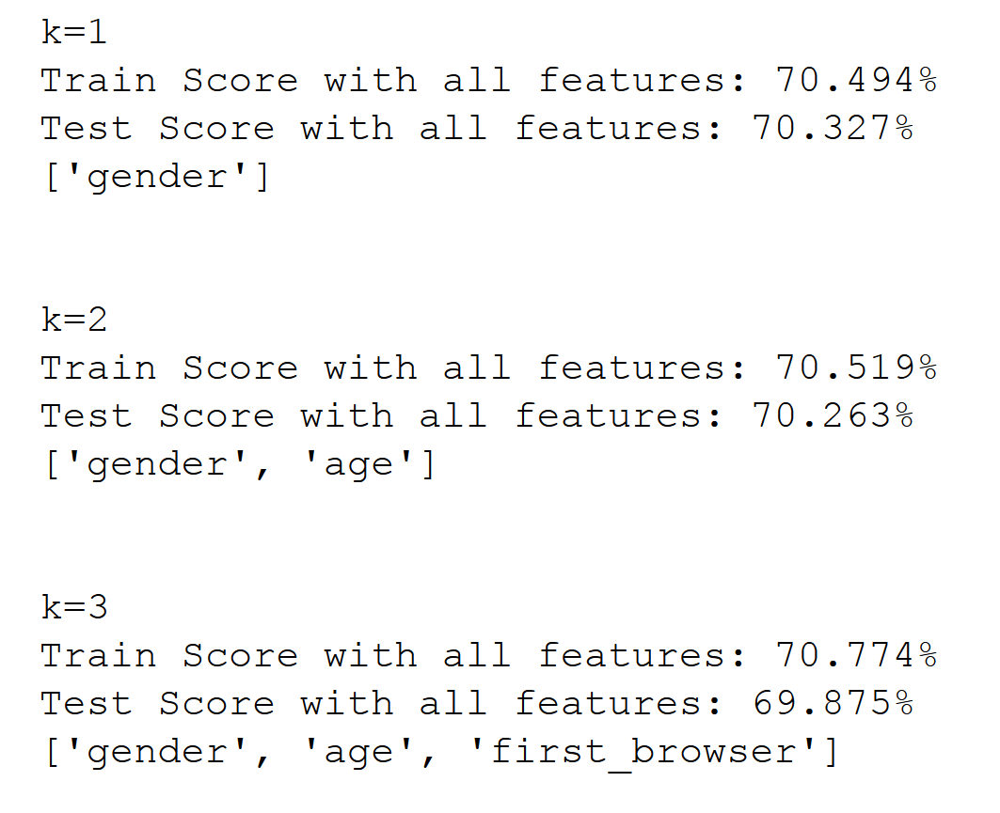 k=1
Train Score with all features: 70.494%
Test Score with all features: 70.327%
['gender']
k=2
Train Score with all features: 70.519%
Test Score with all features: 70.263%
['gender', 'age']
k=3
Train Score with all features: 70.774%
Test Score with all features: 69.875%
['gender', 'age', 'first_browser']